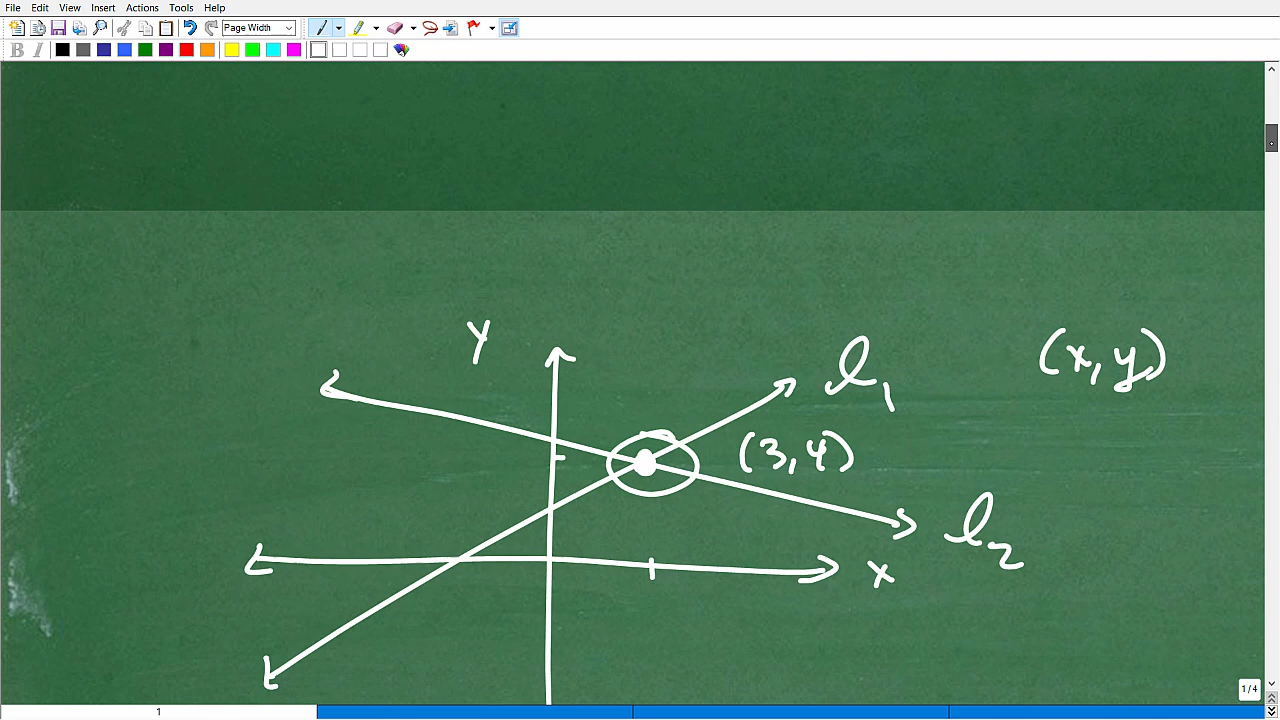 File Edit View Insert Actions Tools Help
Page Width
B I
y
l₁
(x, y)
(3, 4)
l₂
x
1 / 4
1